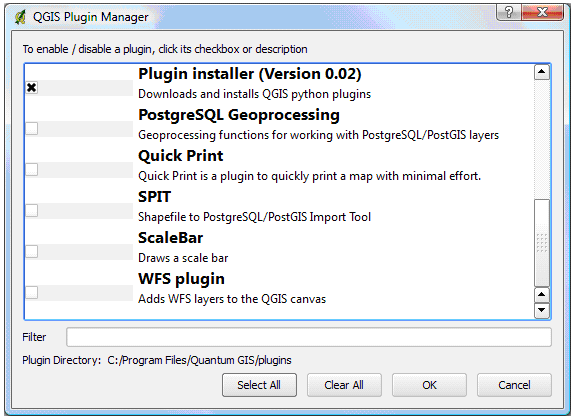 QGIS Plugin Manager
To enable / disable a plugin, click its checkbox or description
Plugin installer (Version 0.02)
Downloads and installs QGIS python plugins
PostgreSQL Geoprocessing
Geoprocessing functions for working with PostgreSQL/PostGIS layers
Quick Print
Quick Print is a plugin to quickly print a map with minimal effort.
SPIT
Shapefile to PostgreSQL/PostGIS Import Tool
ScaleBar
Draws a scale bar
WFS plugin
Adds WFS layers to the QGIS canvas
Filter
Plugin Directory: C:/Program Files/Quantum GIS/plugins
Select All Clear All OK Cancel